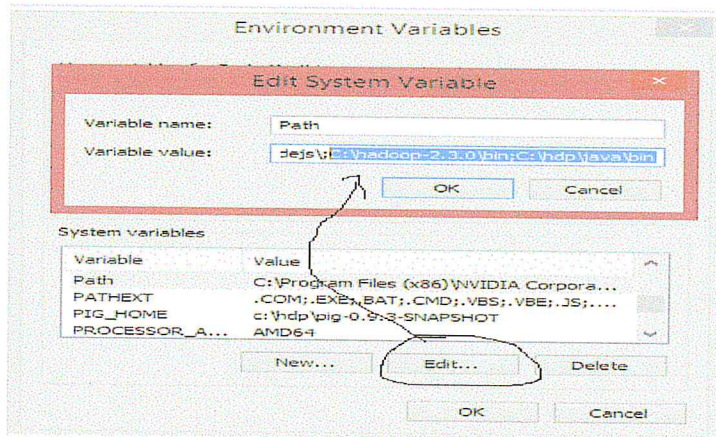 Environment Variables
Edit System Variable
Variable name:
Path
Variable value:
dejs\;C:\hadoop-2.3.0\bin;C:\hdp\java\bin
OK
Cancel
System variables
Variable Value
Path C:\Program Files (x86)\NVIDIA Corpora...
PATHEXT .COM;.EXE;.BAT;.CMD;.VBS;.VBE;.JS;....
PIG_HOME c:\hdp\pig-0.9.3-SNAPSHOT
PROCESSOR_A... AMD64
New... Edit... Delete
OK Cancel